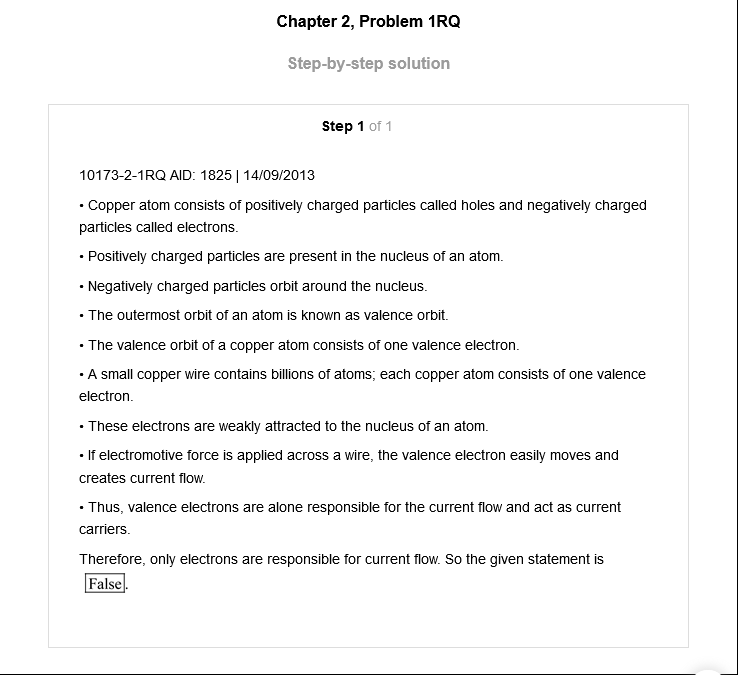 Chapter 2, Problem 1RQ
Step-by-step solution
Step 1 of 1
10173-2-1RQ AID: 1825 | 14/09/2013
• Copper atom consists of positively charged particles called holes and negatively charged
particles called electrons.
• Positively charged particles are present in the nucleus of an atom.
• Negatively charged particles orbit around the nucleus.
• The outermost orbit of an atom is known as valence orbit.
• The valence orbit of a copper atom consists of one valence electron.
• A small copper wire contains billions of atoms; each copper atom consists of one valence
electron.
• These electrons are weakly attracted to the nucleus of an atom.
• If electromotive force is applied across a wire, the valence electron easily moves and
creates current flow.
• Thus, valence electrons are alone responsible for the current flow and act as current
carriers.
Therefore, only electrons are responsible for current flow. So the given statement is
False.